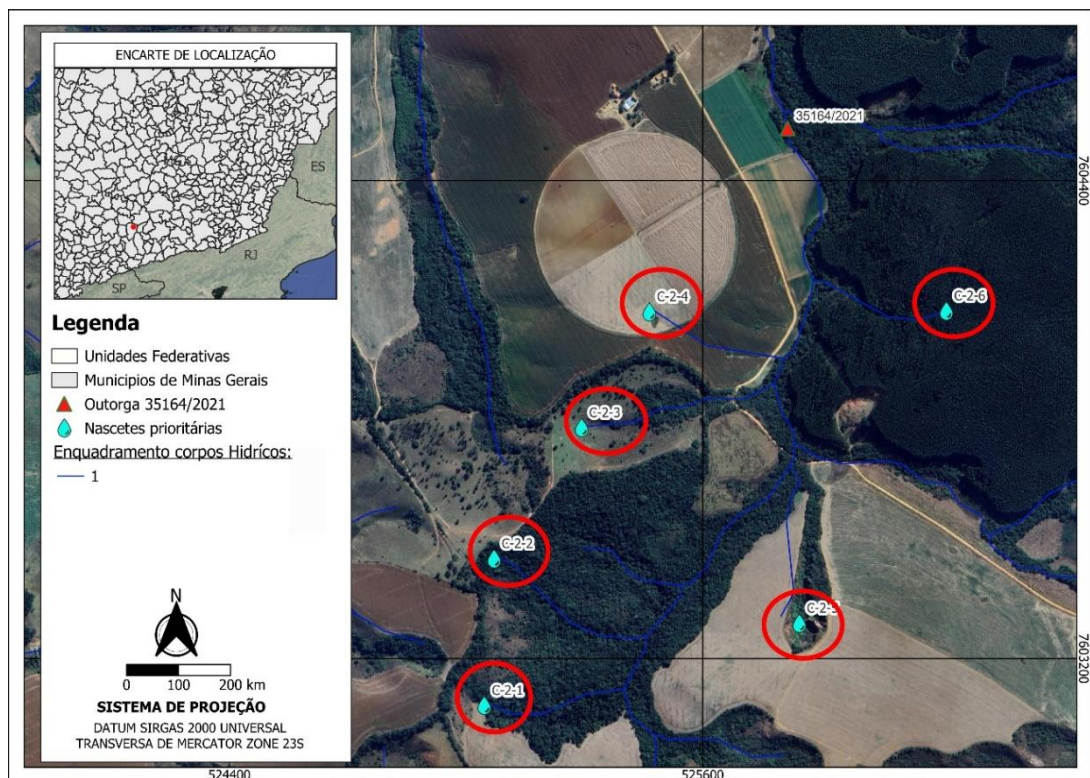 ENCARTE DE LOCALIZAÇÃO
ES
RJ
SP
Legenda
Unidades Federativas
Municipios de Minas Gerais
Outorga 35164/2021
Nascetes prioritárias
Enquadramento corpos Hidrícos:
1
N
0 100 200 km
SISTEMA DE PROJEÇÃO
DATUM SIRGAS 2000 UNIVERSAL
TRANSVERSA DE MERCATOR ZONE 23S
35164/2021
7604400
C-2-4
C-2-6
C-2-3
C-2-2
C-2-5
7603200
C-2-1
524400
525600